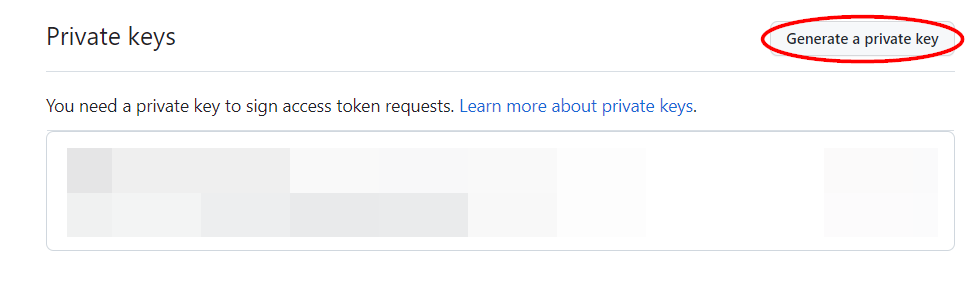 Private keys
Generate a private key
You need a private key to sign access token requests. Learn more about private keys.